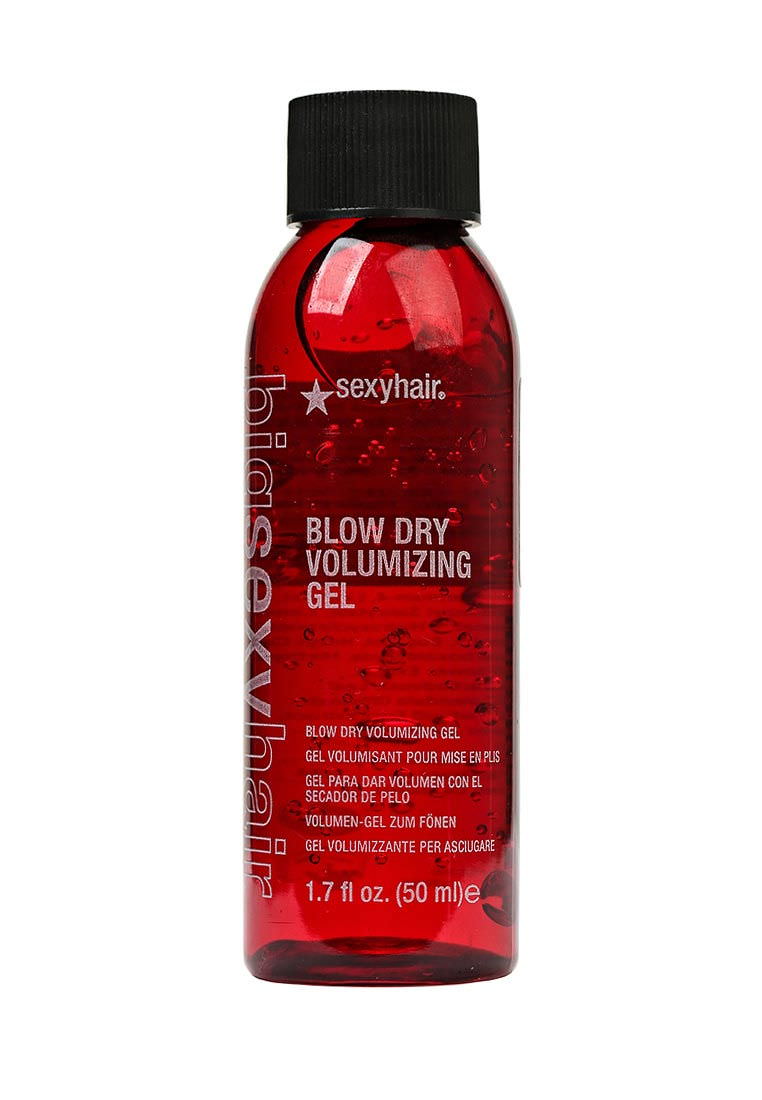 sexyhair®
bigsexyhair
BLOW DRY
VOLUMIZING
GEL
BLOW DRY VOLUMIZING GEL
GEL VOLUMISANT POUR MISE EN PLIS
GEL PARA DAR VOLUMEN CON EL
SECADOR DE PELO
VOLUMEN-GEL ZUM FÖNEN
GEL VOLUMIZZANTE PER ASCIUGARE
1.7 fl oz. (50 ml)℮